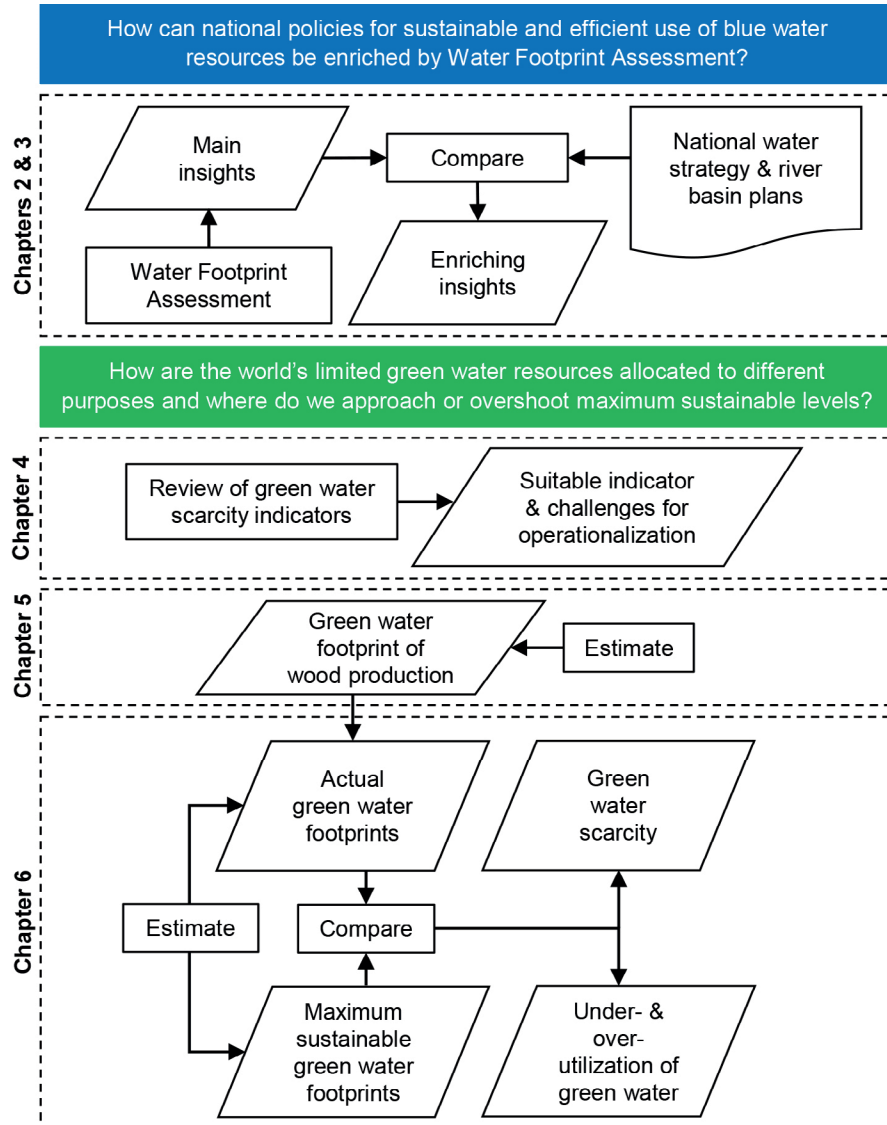 How can national policies for sustainable and efficient use of blue water
resources be enriched by Water Footprint Assessment?
Chapters 2 & 3
Main
insights
Compare
National water
strategy & river
basin plans
Water Footprint
Assessment
Enriching
insights
How are the world's limited green water resources allocated to different
purposes and where do we approach or overshoot maximum sustainable levels?
Chapter 4
Review of green water
scarcity indicators
Suitable indicator
& challenges for
operationalization
Chapter 5
Green water
footprint of
wood production
Estimate
Chapter 6
Actual
green water
footprints
Green
water
scarcity
Estimate
Compare
Maximum
sustainable
green water
footprints
Under- &
over-
utilization of
green water